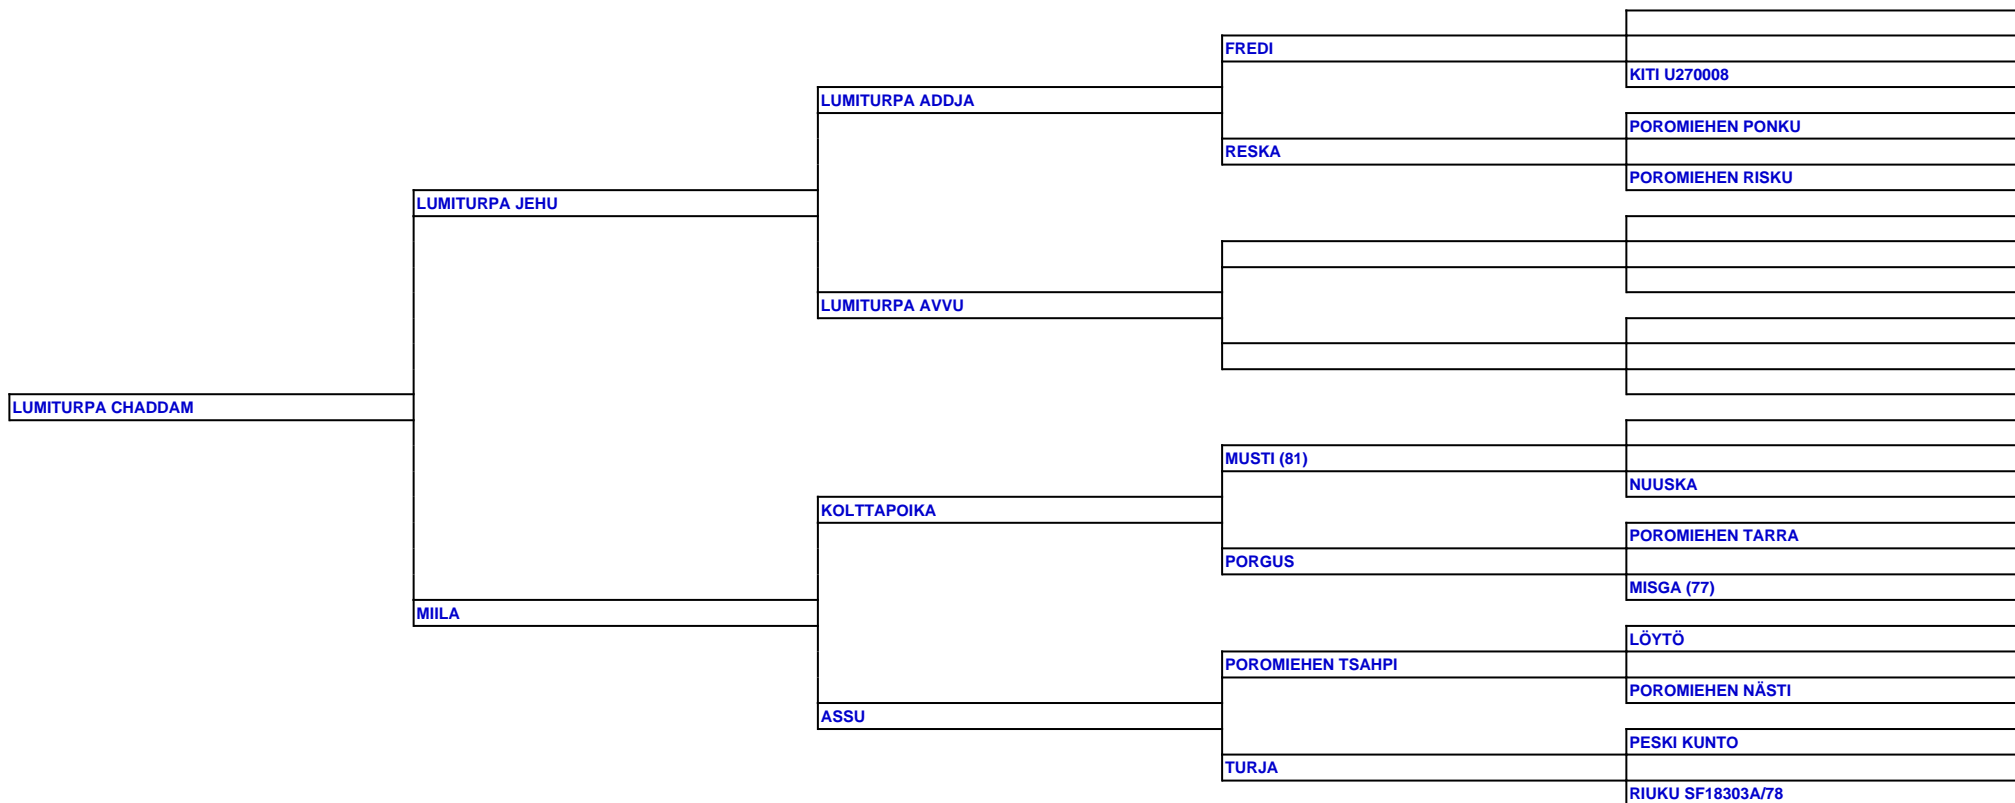 FREDI
KITI U270008
LUMITURPA ADDJA
POROMIEHEN PONKU
RESKA
POROMIEHEN RISKU
LUMITURPA JEHU
LUMITURPA AVVU
LUMITURPA CHADDAM
MUSTI (81)
NUUSKA
KOLTTAPOIKA
POROMIEHEN TARRA
PORGUS
MISGA (77)
MIILA
LÖYTÖ
POROMIEHEN TSAHPI
POROMIEHEN NÄSTI
ASSU
PESKI KUNTO
TURJA
RIUKU SF18303A/78